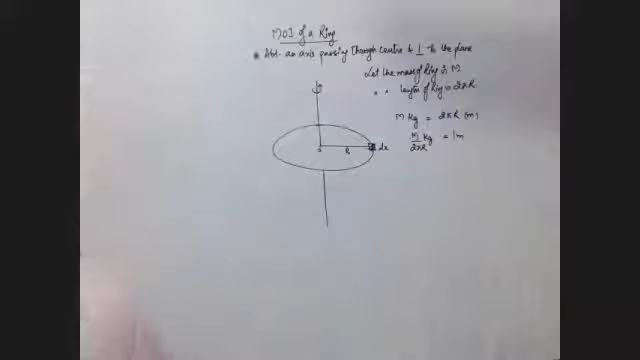 MOI of a Ring
* Abt. an axis passing through centre & ⊥ to the plane
Let the mass of Ring is M
" " length of Ring is 2πR
M Kg = 2πR (m)
M/2πR Kg = 1m
R dx